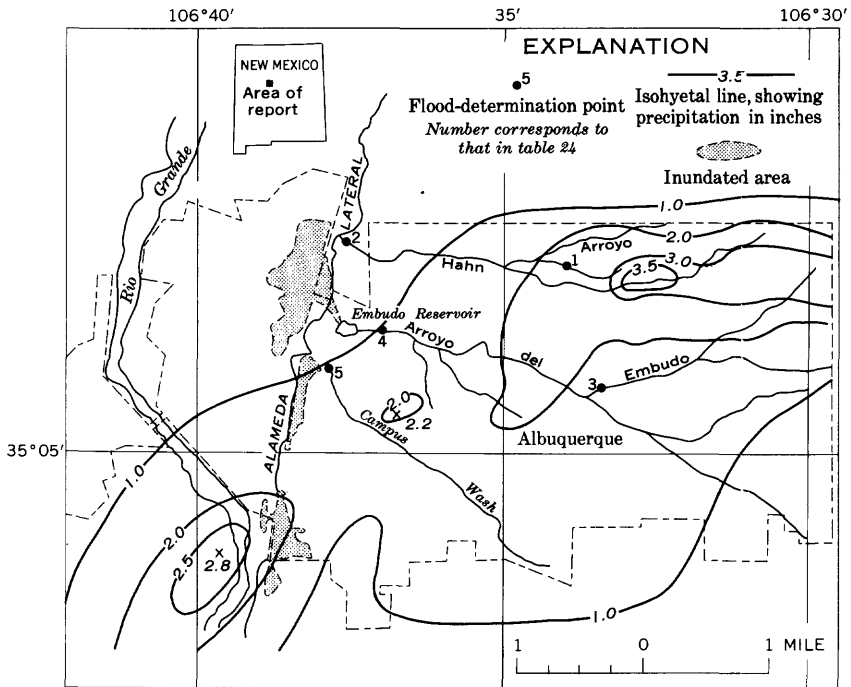 106°40′ 35′ 106°30′
EXPLANATION
NEW MEXICO
Area of
report
5
Flood-determination point
Number corresponds to
that in table 24
3.5
Isohyetal line, showing
precipitation in inches
Inundated area
Grande
Rio
LATERAL
ALAMEDA
1.0
2.0
3.0
3.5
2
Hahn
Arroyo
1
Embudo Reservoir
4
Arroyo
del
Embudo
3
5
2.0
2.2
Campus
Wash
Albuquerque
35°05′
1.0
2.0
2.5
2.8
1.0
1 0 1 MILE